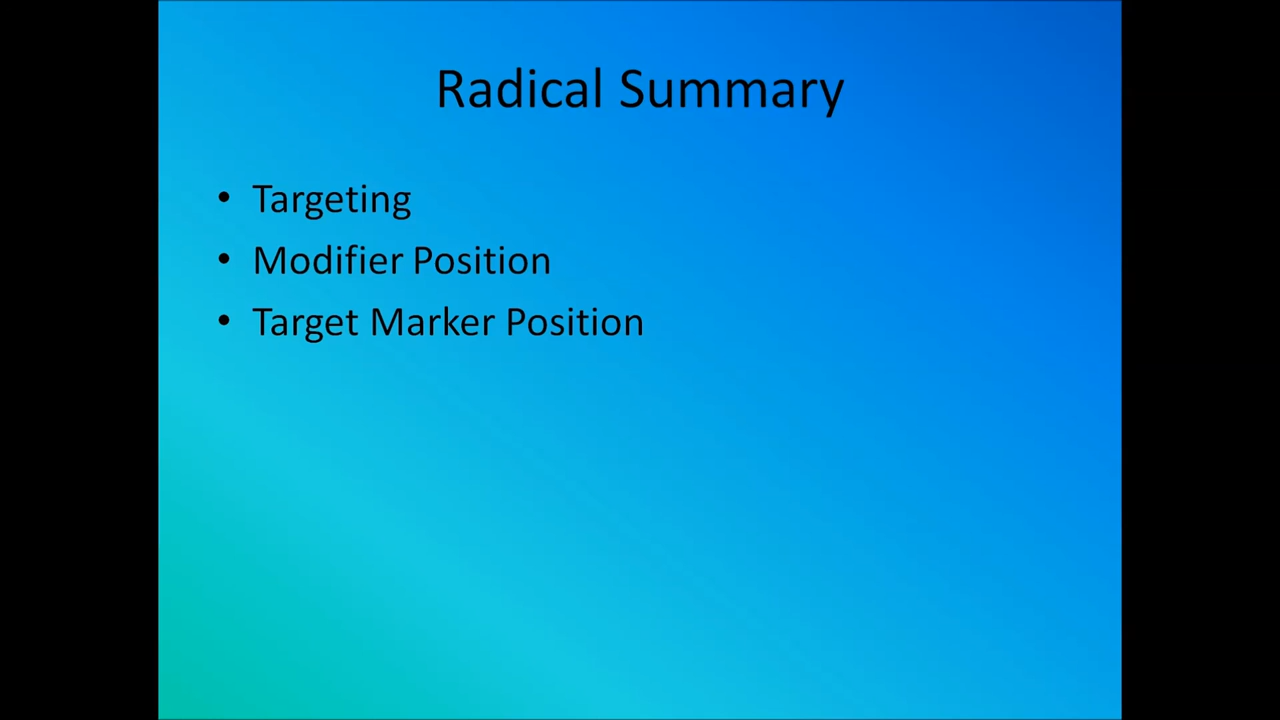 Radical Summary
• Targeting
• Modifier Position
• Target Marker Position